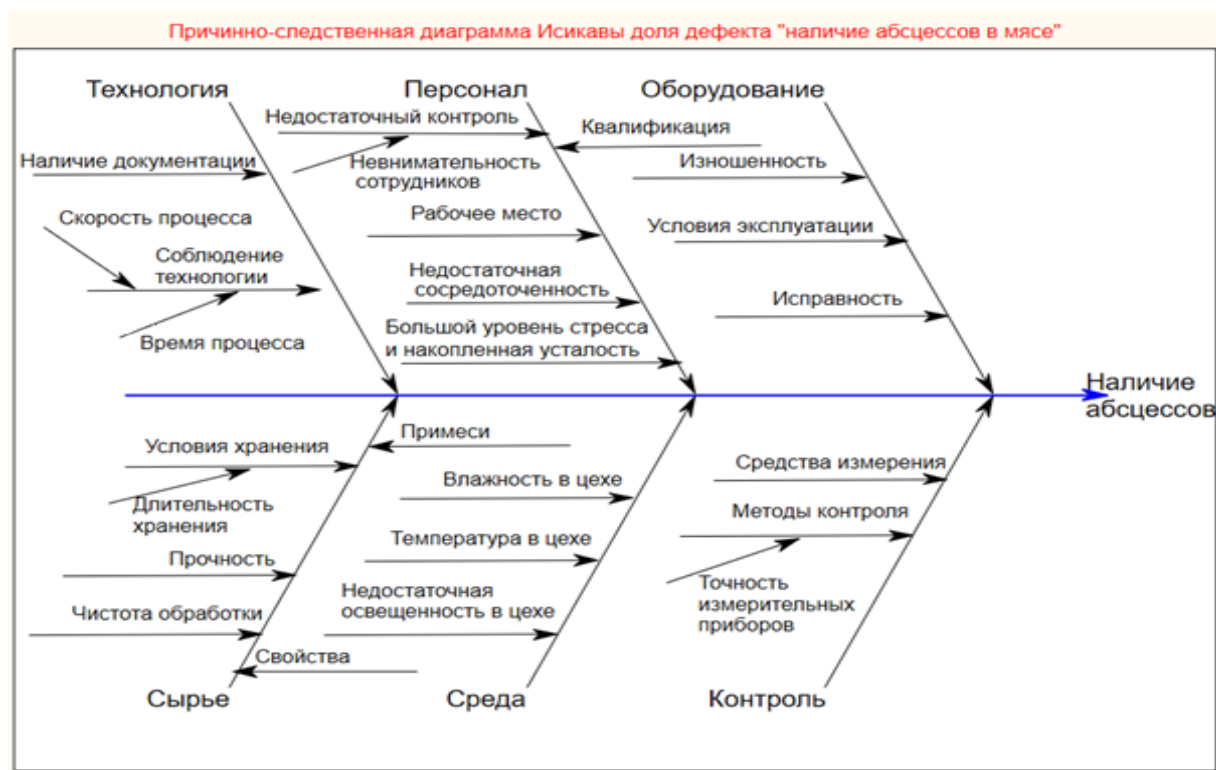 Причинно-следственная диаграмма Исикавы доля дефекта "наличие абсцессов в мясе"
Технология
Персонал
Оборудование
Недостаточный контроль
Квалификация
Наличие документации
Невнимательность
сотрудников
Изношенность
Скорость процесса
Рабочее место
Условия эксплуатации
Соблюдение
технологии
Недостаточная
сосредоточенность
Исправность
Время процесса
Большой уровень стресса
и накопленная усталость
Наличие
абсцессов
Условия хранения
Примеси
Средства измерения
Длительность
хранения
Влажность в цехе
Методы контроля
Прочность
Температура в цехе
Точность
измерительных
приборов
Чистота обработки
Недостаточная
освещенность в цехе
Свойства
Сырье
Среда
Контроль